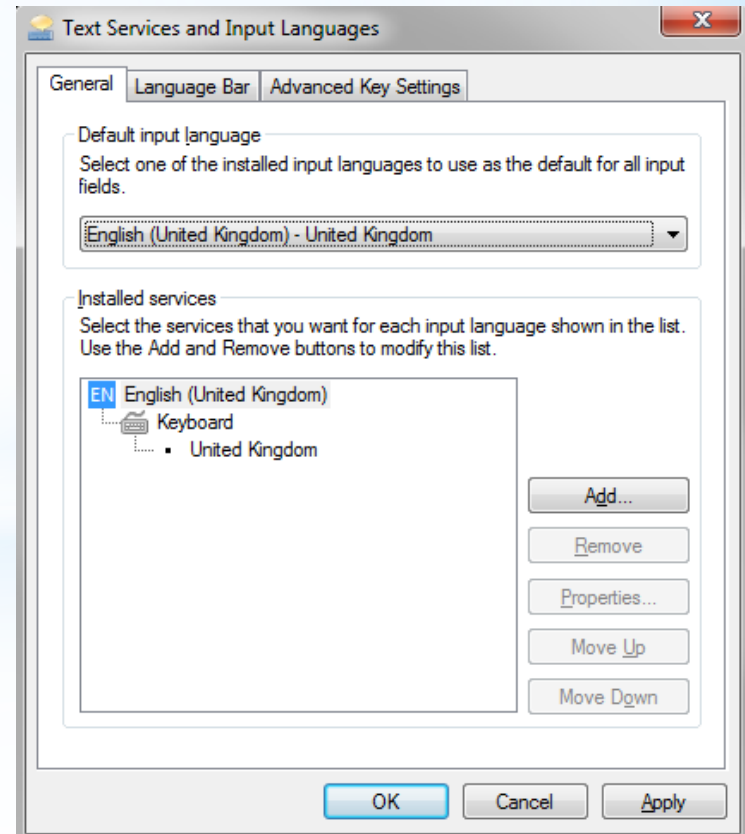 Text Services and Input Languages
General
Language Bar
Advanced Key Settings
Default input language
Select one of the installed input languages to use as the default for all input
fields.
English (United Kingdom) - United Kingdom
Installed services
Select the services that you want for each input language shown in the list.
Use the Add and Remove buttons to modify this list.
EN English (United Kingdom)
Keyboard
United Kingdom
Add...
Remove
Properties...
Move Up
Move Down
OK
Cancel
Apply